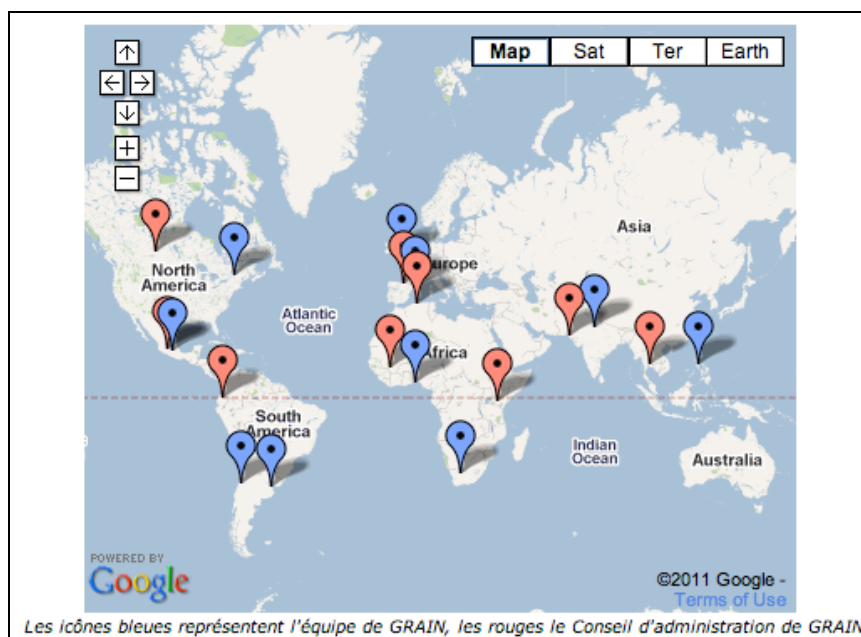 Map Sat Ter Earth
Asia
North
America
Europe
Atlantic
Ocean
Africa
South
America
Indian
Ocean
Australia
POWERED BY
Google
©2011 Google -
Terms of Use
Les icônes bleues représentent l'équipe de GRAIN, les rouges le Conseil d'administration de GRAIN